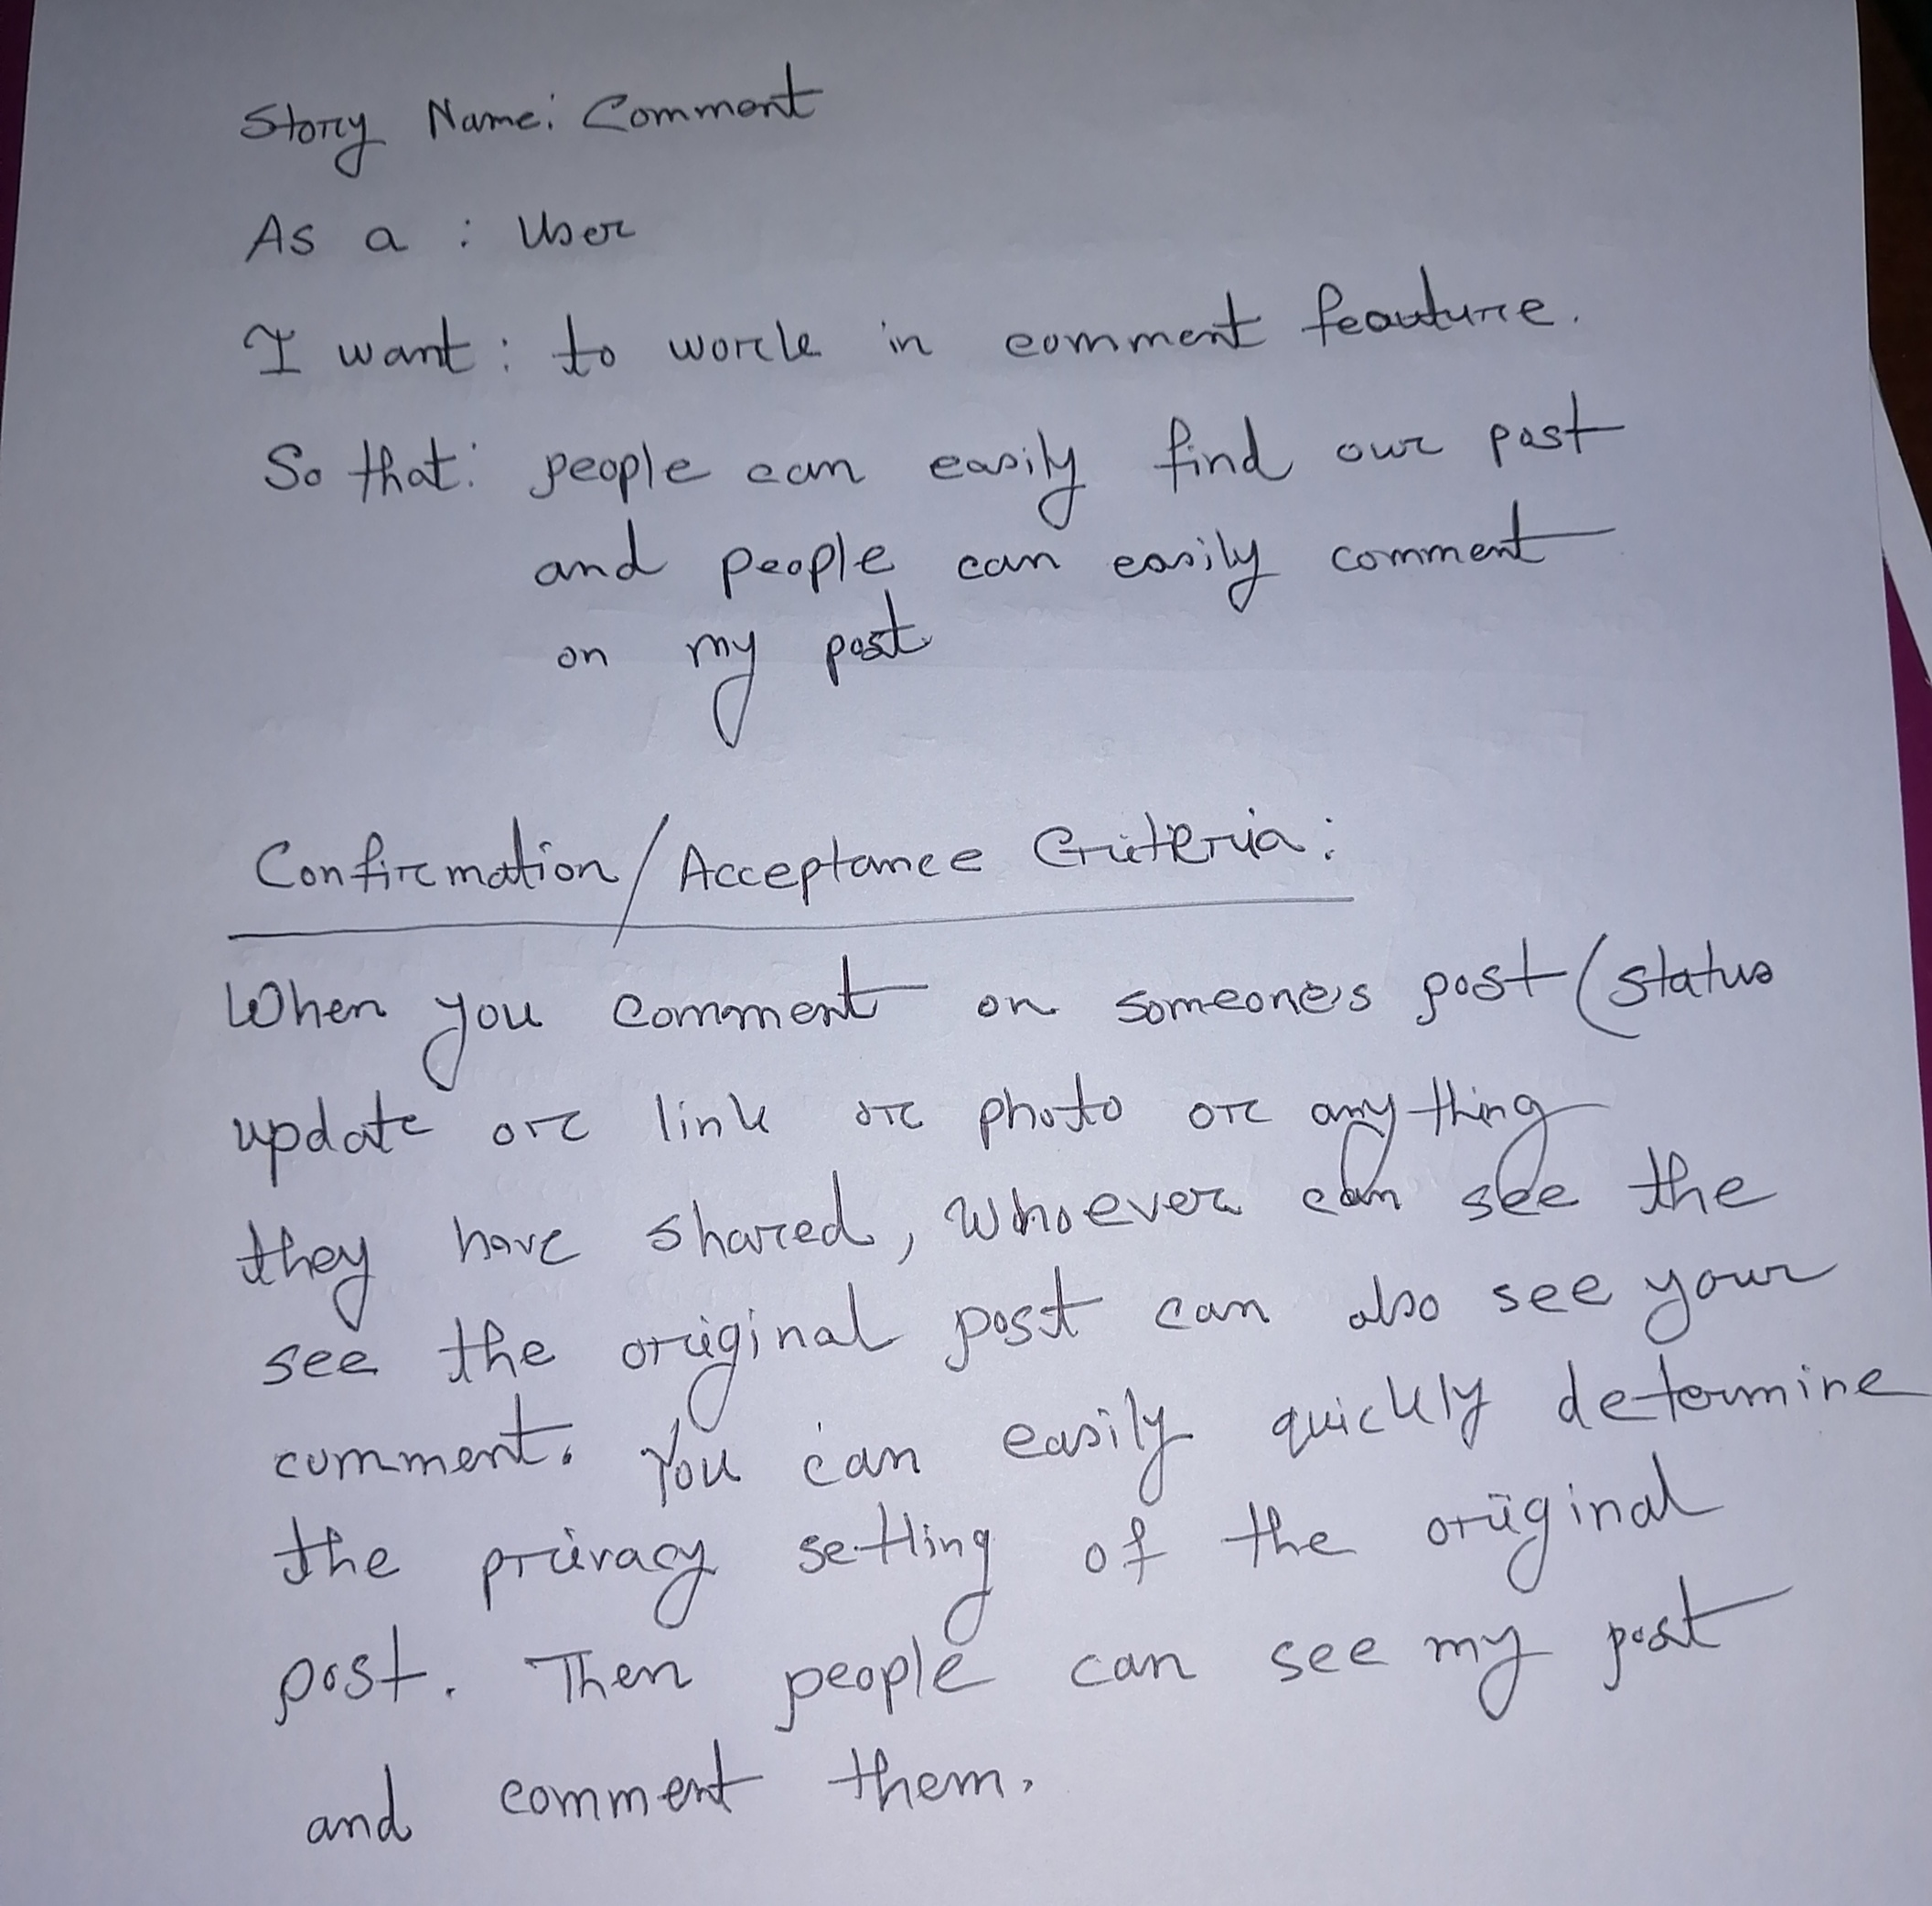 Story Name: Comment
As a : User
I want : to work in comment feauture.
So that: people can easily find our post
and people can easily comment
on my post
Confirmation/Acceptance Criteria:
When you comment on someone's post (status
update or link or photo or any thing
they have shared, whoever can see the
see the original post can also see your
comment. You can easily quickly determine
the privacy setting of the original
post. Then people can see my post
and comment them.